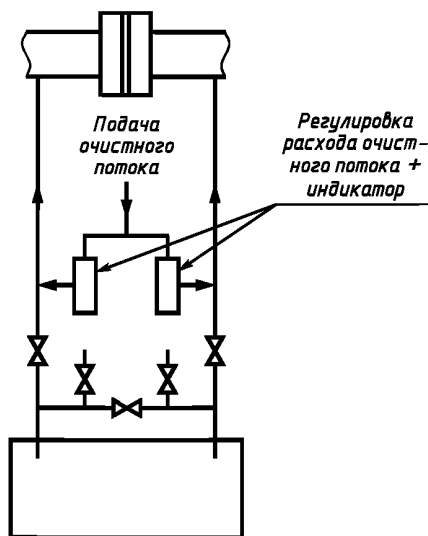 Подача
очистного
потока
Регулировка
расхода очист-
ного потока +
индикатор